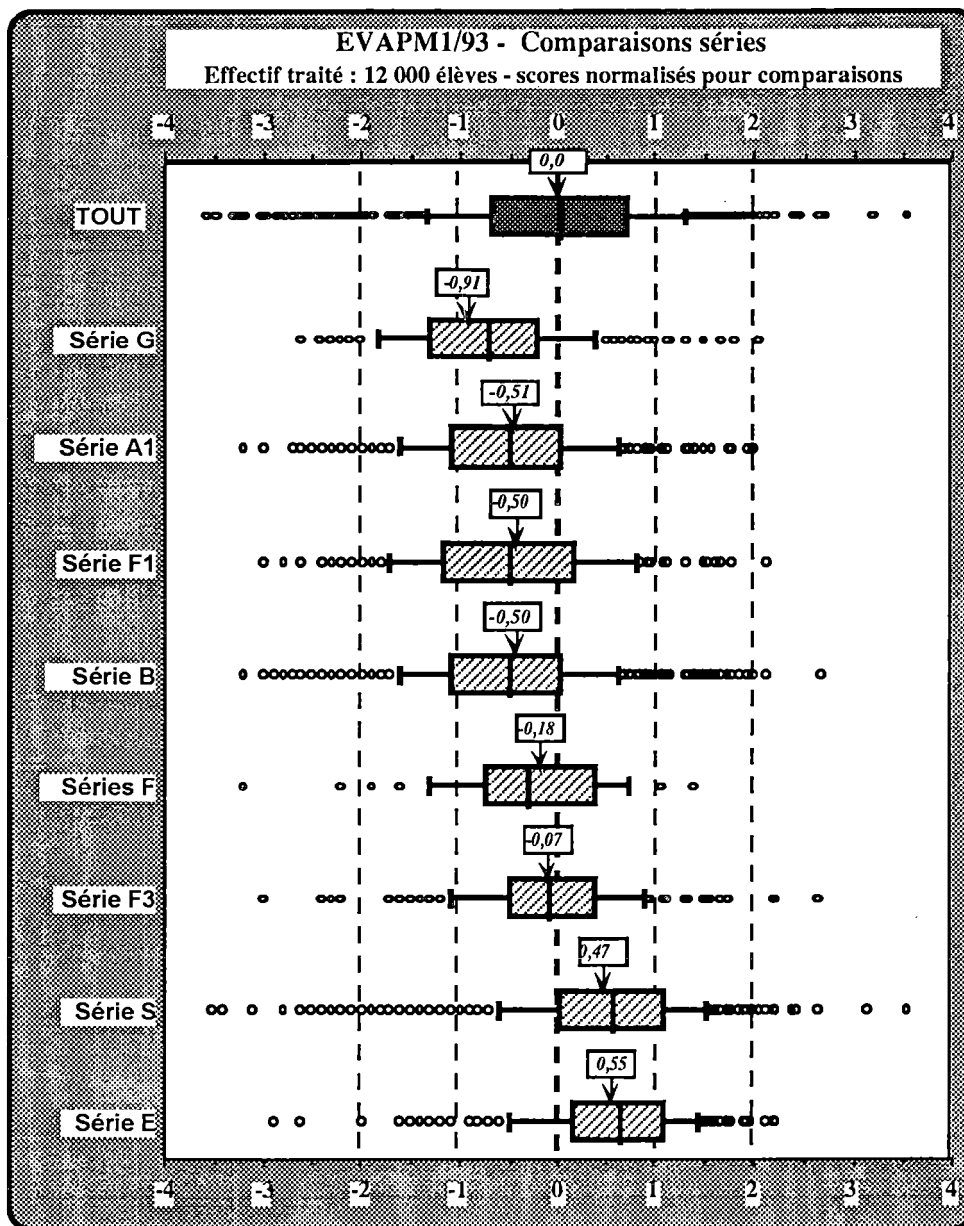 EVAPM1/93 - Comparaisons séries
Effectif traité : 12 000 élèves - scores normalisés pour comparaisons
-4 -3 -2 -1 0 1 2 3 4
0,0
TOUT
-0,91
Série G
-0,51
Série A1
-0,50
Série F1
-0,50
Série B
-0,18
Séries F
-0,07
Série F3
0,47
Série S
0,55
Série E
-4 -3 -2 -1 0 1 2 3 4